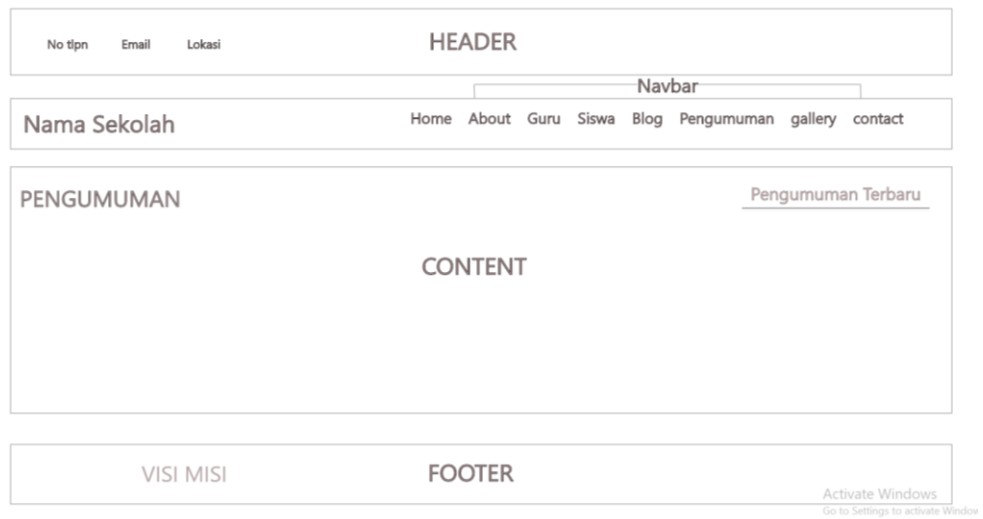 No tlpn Email Lokasi HEADER
Navbar
Nama Sekolah Home About Guru Siswa Blog Pengumuman gallery contact
PENGUMUMAN Pengumuman Terbaru
CONTENT
VISI MISI FOOTER
Activate Windows
Go to Settings to activate Window